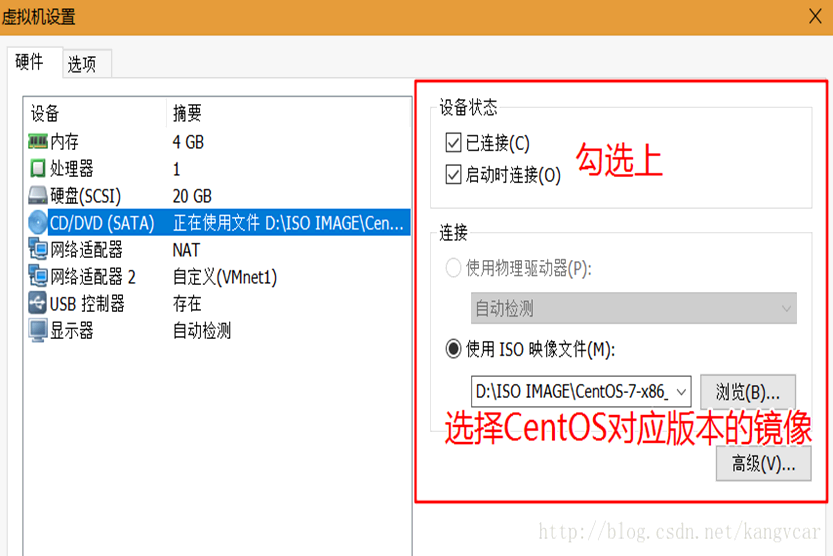 虚拟机设置
硬件 选项
设备 摘要
内存 4 GB
处理器 1
硬盘(SCSI) 20 GB
CD/DVD (SATA) 正在使用文件 D:\ISO IMAGE\Cen...
网络适配器 NAT
网络适配器 2 自定义(VMnet1)
USB 控制器 存在
显示器 自动检测
设备状态
已连接(C)
启动时连接(O)
勾选上
连接
使用物理驱动器(P):
自动检测
使用 ISO 映像文件(M):
D:\ISO IMAGE\CentOS-7-x86_ 浏览(B)...
选择CentOS对应版本的镜像
高级(V)...
http://blog.csdn.net/kangvcar